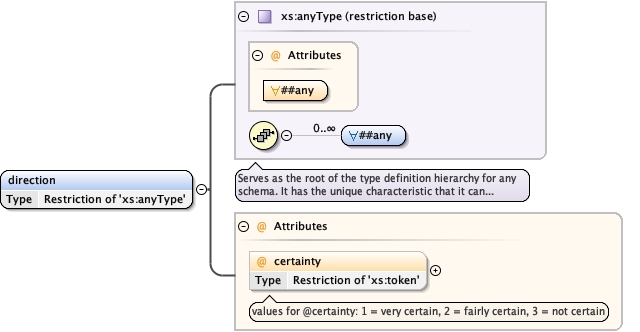 xs:anyType (restriction base)
@ Attributes
∀##any
0..∞ ∀##any
Serves as the root of the type definition hierarchy for any
schema. It has the unique characteristic that it can...
direction
Type Restriction of 'xs:anyType'
@ Attributes
@ certainty
Type Restriction of 'xs:token'
values for @certainty: 1 = very certain, 2 = fairly certain, 3 = not certain